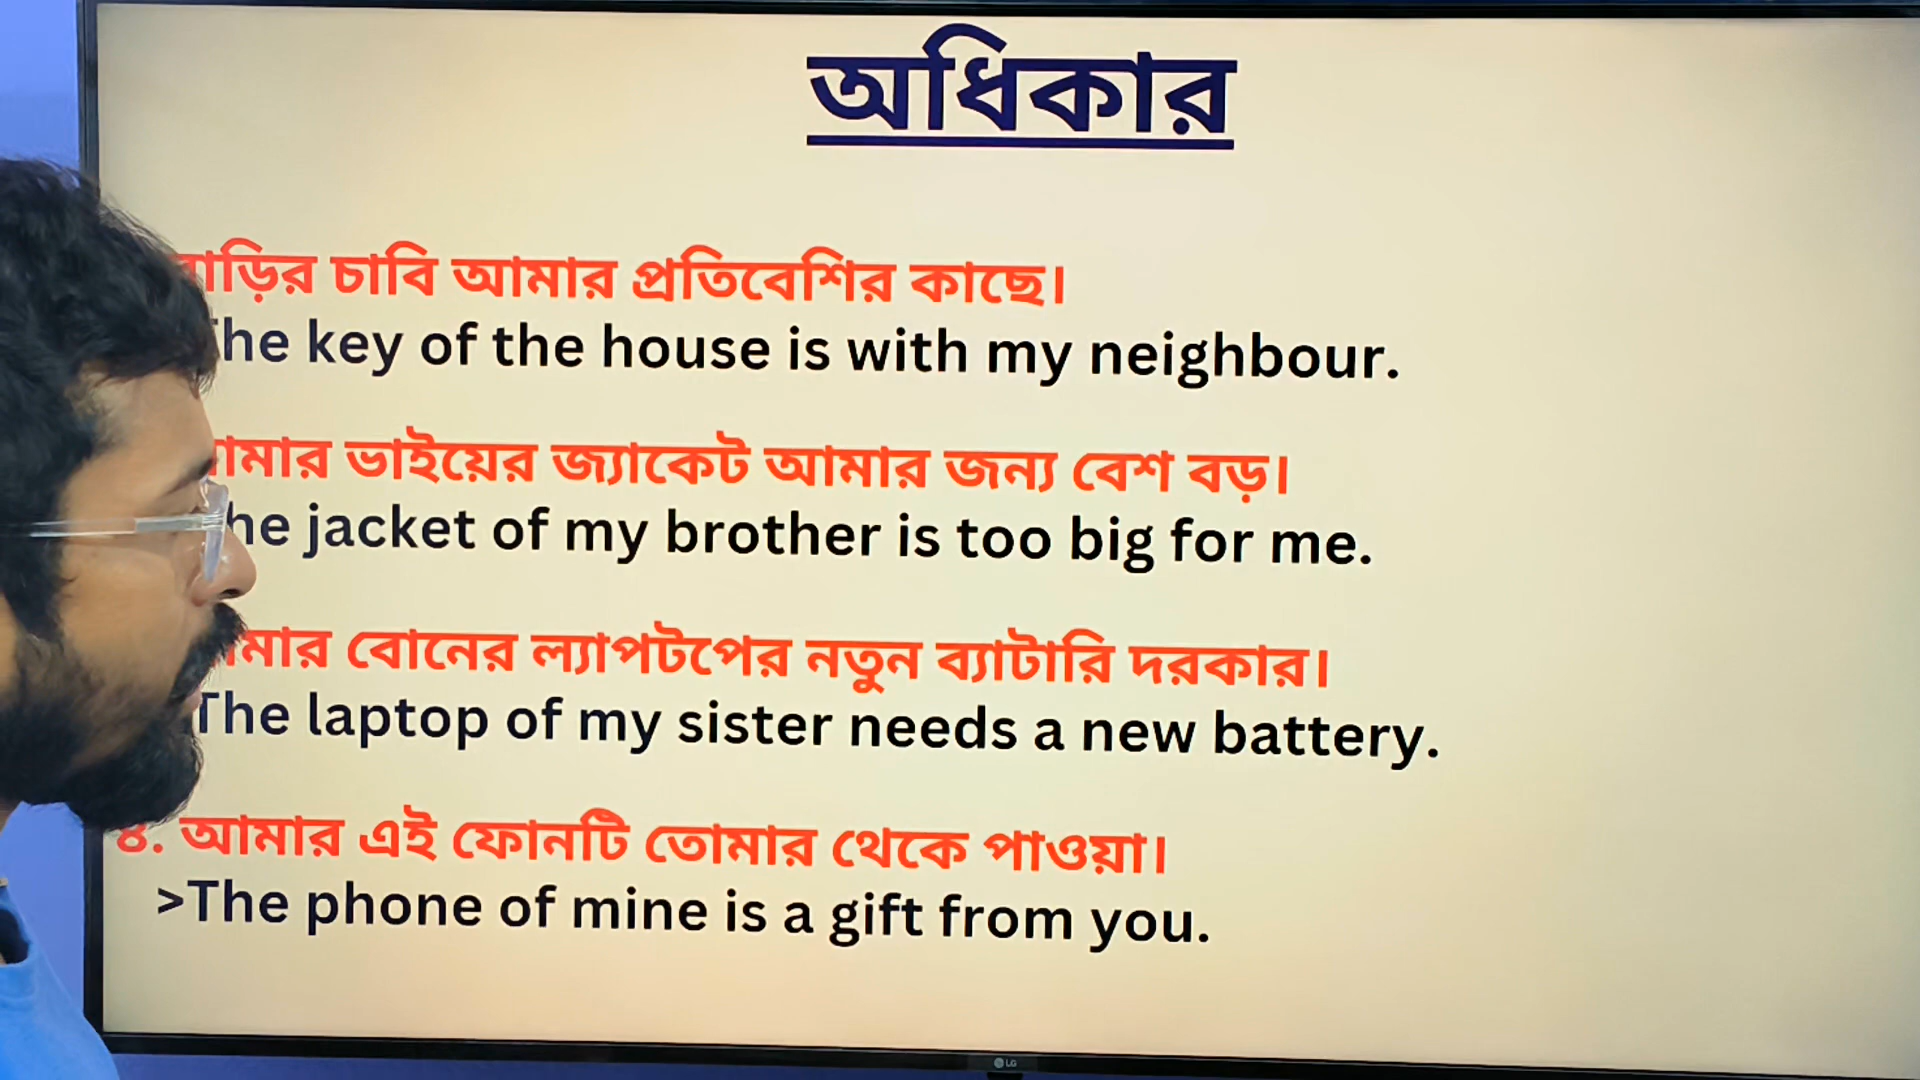 অধিকার
চাবি আমার প্রতিবেশির কাছে।
key of the house is with my neighbour.
ভাইয়ের জ্যাকেট আমার জন্য বেশ বড়।
jacket of my brother is too big for me.
বোনের ল্যাপটপের নতুন ব্যাটারি দরকার।
The laptop of my sister needs a new battery.
৪. আমার এই ফোনটি তোমার থেকে পাওয়া।
>The phone of mine is a gift from you.
LG